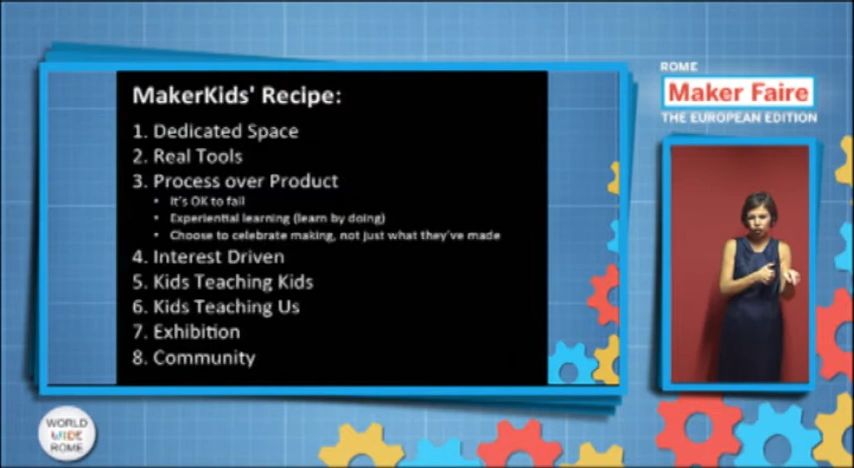 MakerKids' Recipe:
1. Dedicated Space
2. Real Tools
3. Process over Product
• It's OK to fail
• Experiential learning (learn by doing)
• Choose to celebrate making, not just what they've made
4. Interest Driven
5. Kids Teaching Kids
6. Kids Teaching Us
7. Exhibition
8. Community
ROME
Maker Faire
THE EUROPEAN EDITION
WORLD
WIDE
ROME